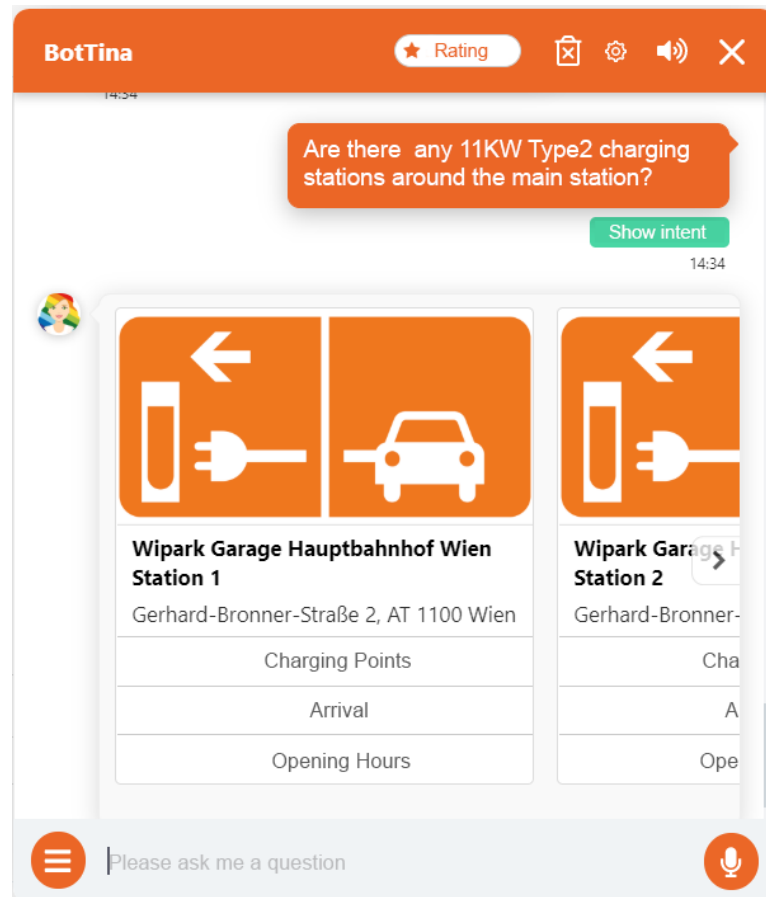 BotTina
Rating
14:34
Are there any 11KW Type2 charging
stations around the main station?
Show intent
14:34
Wipark Garage Hauptbahnhof Wien
Station 1
Gerhard-Bronner-Straße 2, AT 1100 Wien
Charging Points
Arrival
Opening Hours
Wipark Garage H
Station 2
Gerhard-Bronner-
Cha
A
Ope
Please ask me a question